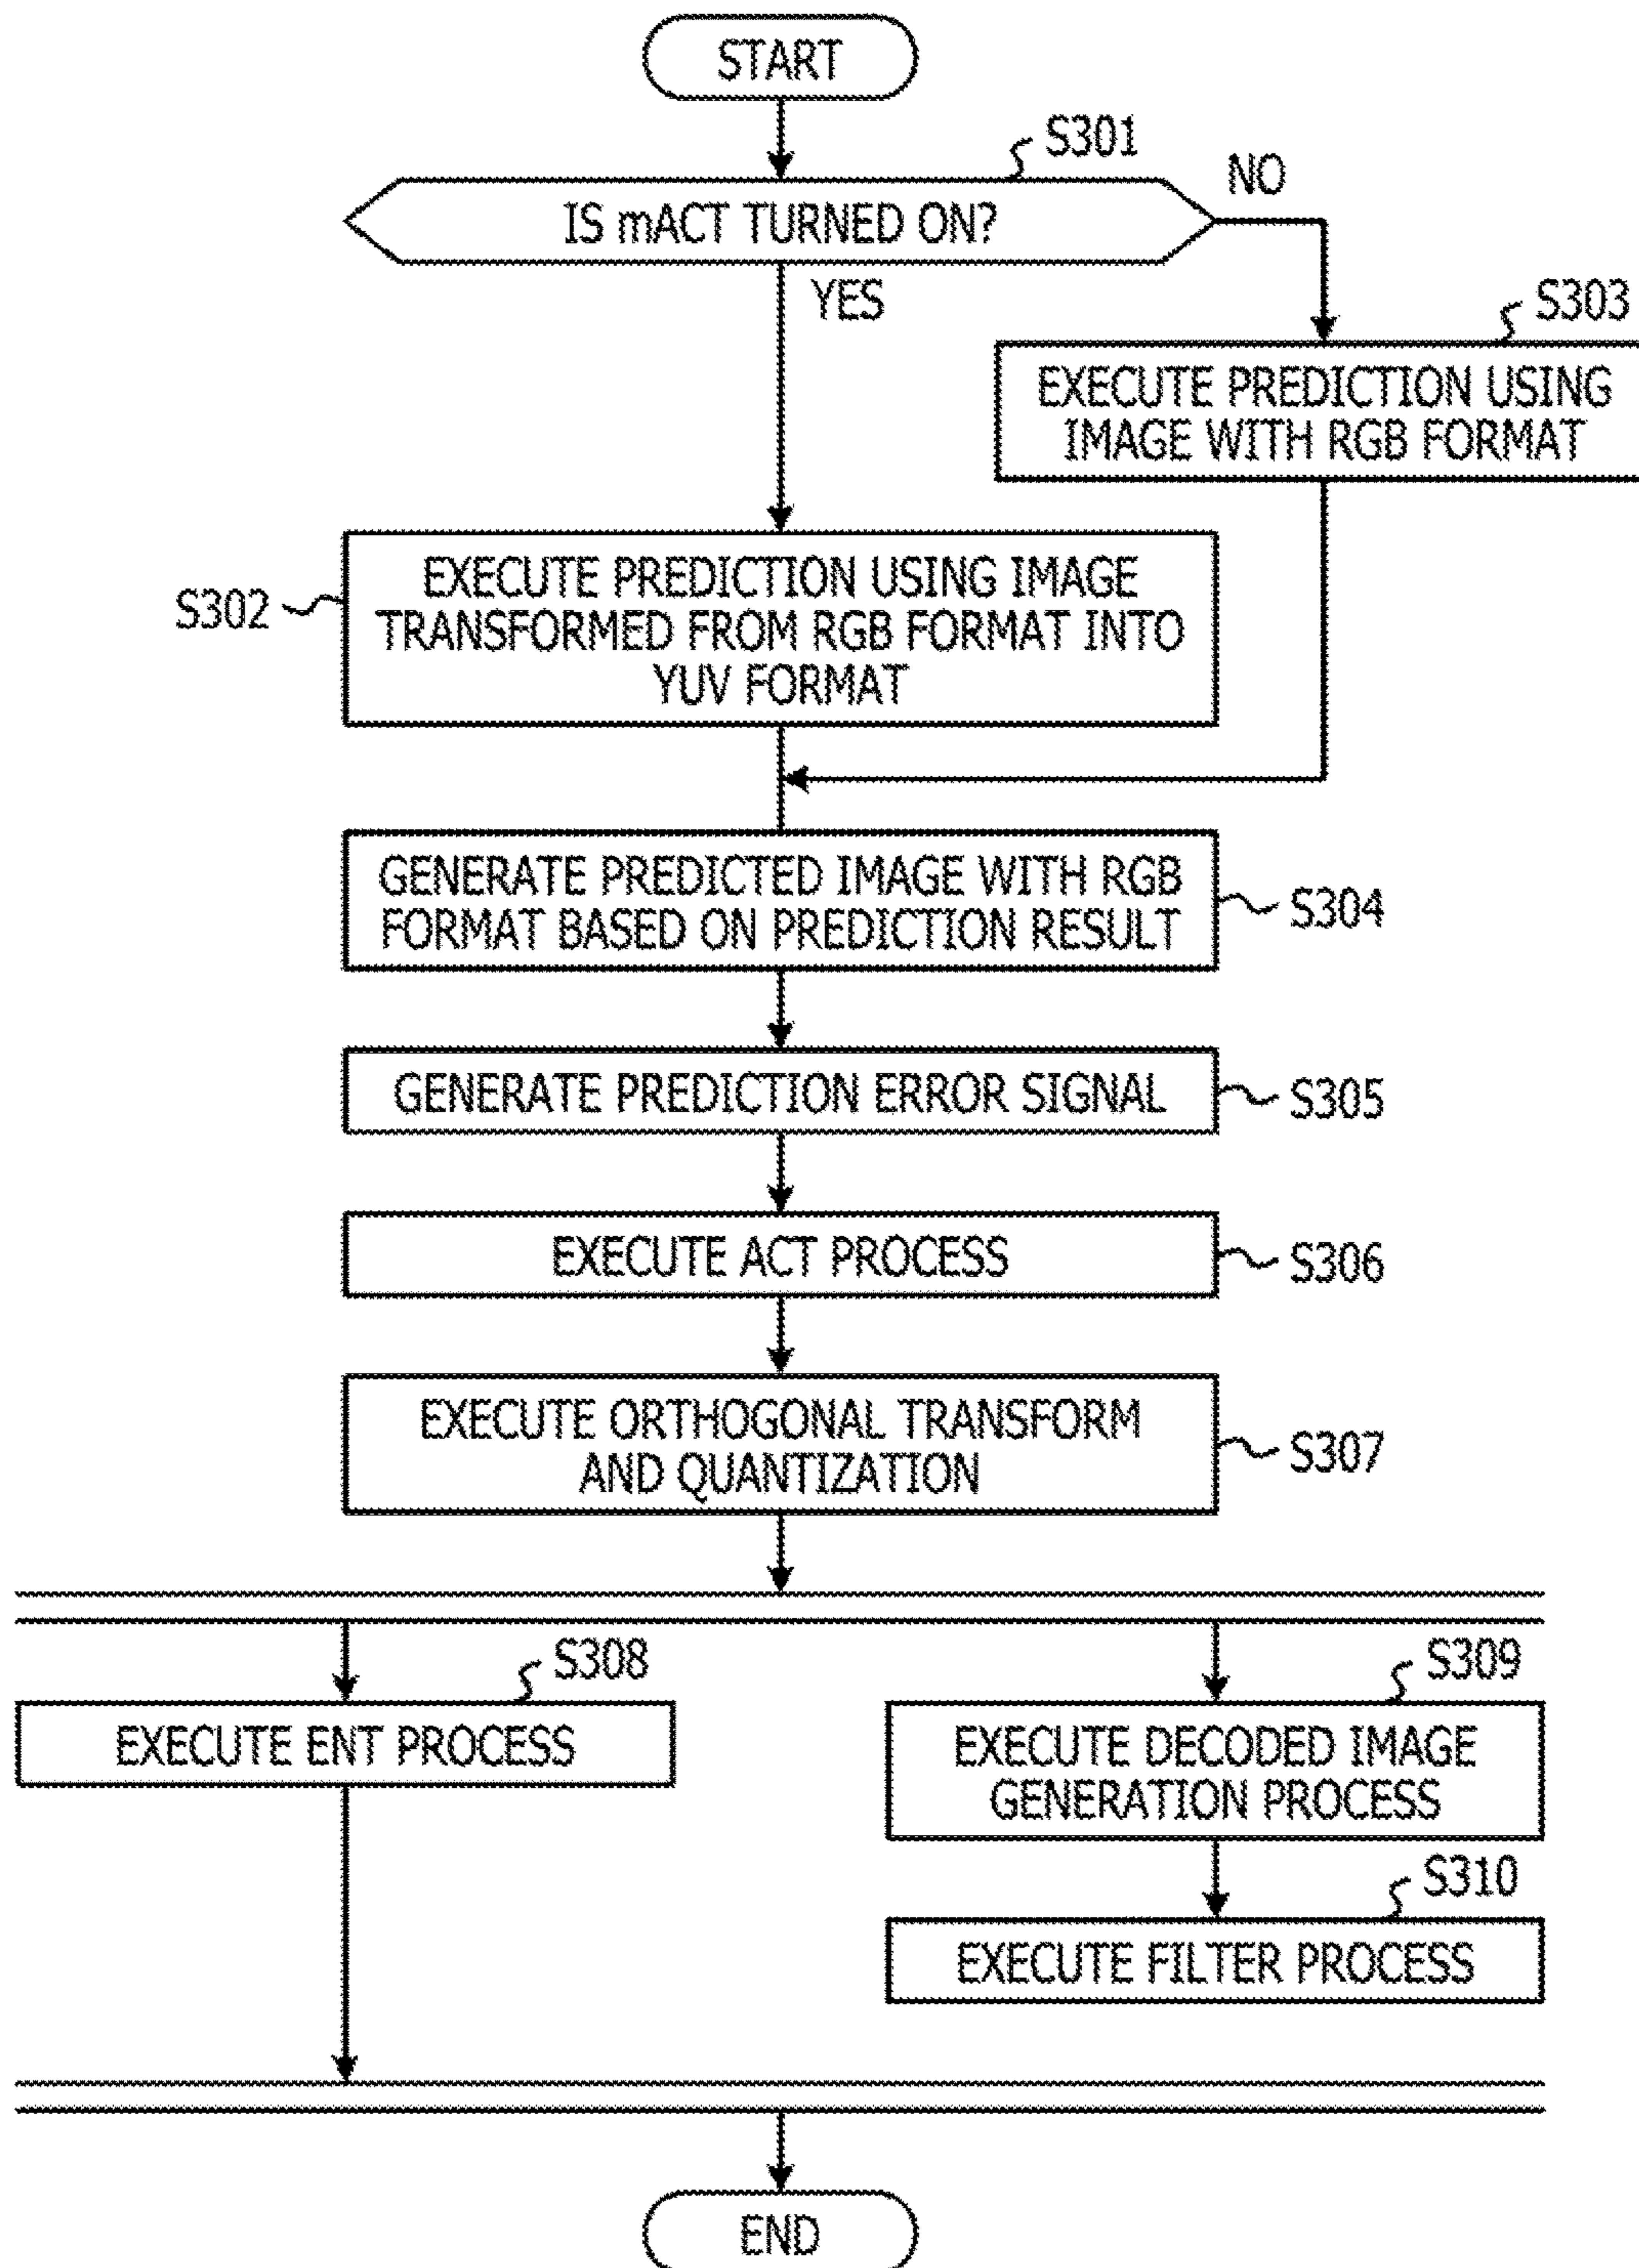 START
S301
NO
IS mACT TURNED ON?
YES
S303
EXECUTE PREDICTION USING
IMAGE WITH RGB FORMAT
S302
EXECUTE PREDICTION USING IMAGE
TRANSFORMED FROM RGB FORMAT INTO
YUV FORMAT
GENERATE PREDICTED IMAGE WITH RGB
FORMAT BASED ON PREDICTION RESULT
S304
GENERATE PREDICTION ERROR SIGNAL
S305
EXECUTE ACT PROCESS
S306
EXECUTE ORTHOGONAL TRANSFORM
AND QUANTIZATION
S307
S308
EXECUTE ENT PROCESS
S309
EXECUTE DECODED IMAGE
GENERATION PROCESS
S310
EXECUTE FILTER PROCESS
END